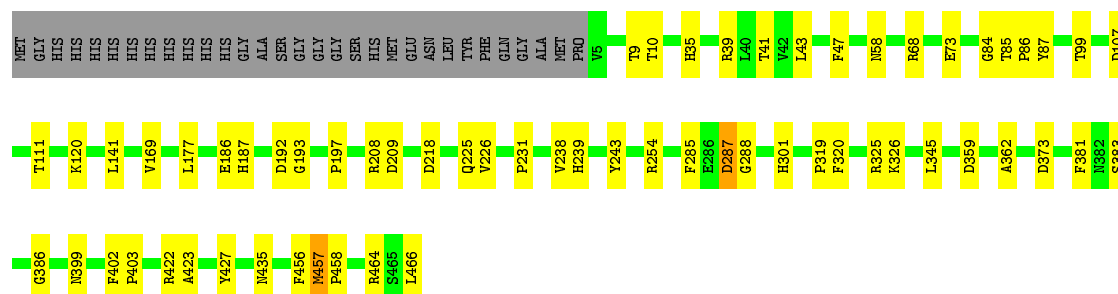 MET GLY HIS HIS HIS HIS HIS HIS HIS HIS HIS HIS GLY ALA SER GLY GLY GLY SER HIS MET GLU ASN LEU TYR PHE GLN GLY ALA MET PRO V5 T9 T10 H35 R39 L40 T41 V42 L43 F47 N58 R68 E73 G84 T85 P86 Y87 T99 D107
T111 K120 L141 V169 L177 E186 H187 D192 G193 P197 R208 D209 D218 Q225 V226 P231 V238 H239 Y243 R254 F285 E286 D287 G288 H301 P319 F320 R325 K326 L345 D359 A362 D373 F381 N382 S383
G386 N399 F402 P403 R422 A423 Y427 N435 F456 M457 P458 R464 S465 L466